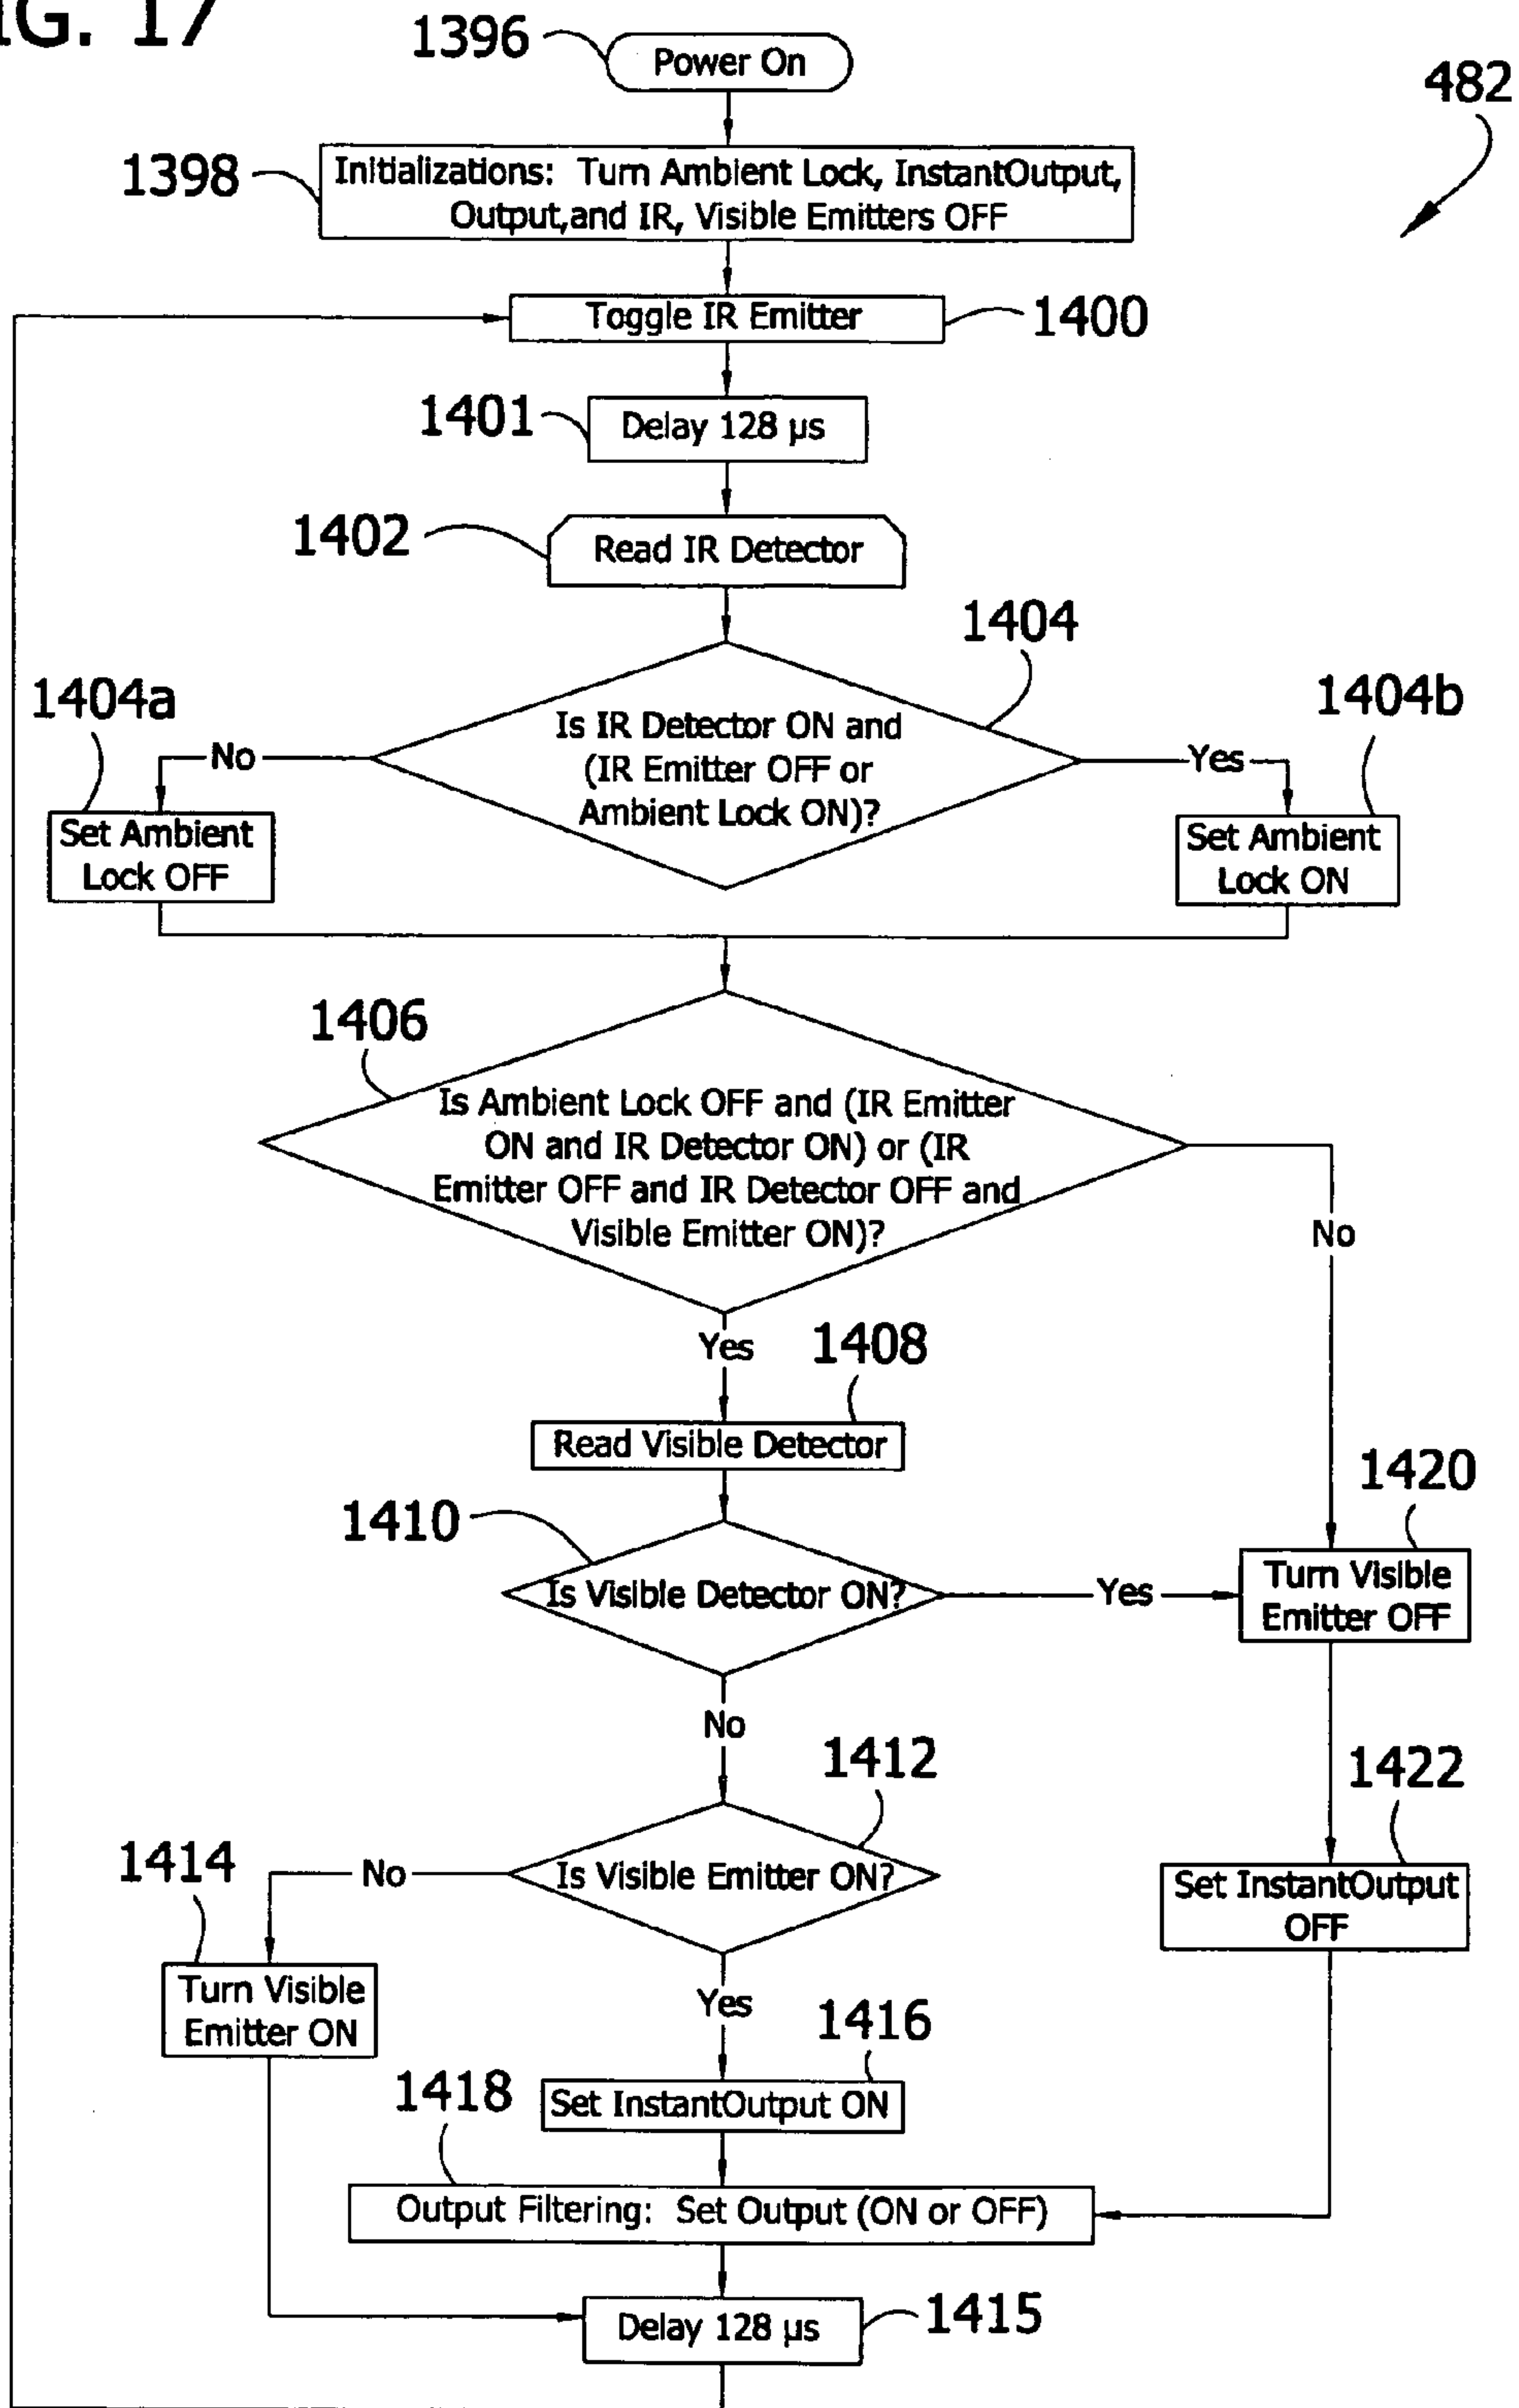 IG. 17
1396
Power On
482
1398
Initializations: Turn Ambient Lock, InstantOutput,
Output,and IR, Visible Emitters OFF
Toggle IR Emitter
1400
1401
Delay 128 µs
1402
Read IR Detector
1404
1404a
1404b
No
Is IR Detector ON and
(IR Emitter OFF or
Ambient Lock ON)?
Yes
Set Ambient
Lock OFF
Set Ambient
Lock ON
1406
Is Ambient Lock OFF and (IR Emitter
ON and IR Detector ON) or (IR
Emitter OFF and IR Detector OFF and
Visible Emitter ON)?
No
Yes
1408
Read Visible Detector
1410
1420
Is Visible Detector ON?
Yes
Turn Visible
Emitter OFF
No
1412
1422
1414
No
Is Visible Emitter ON?
Set InstantOutput
OFF
Turn Visible
Emitter ON
Yes
1416
1418
Set InstantOutput ON
Output Filtering: Set Output (ON or OFF)
Delay 128 µs
1415